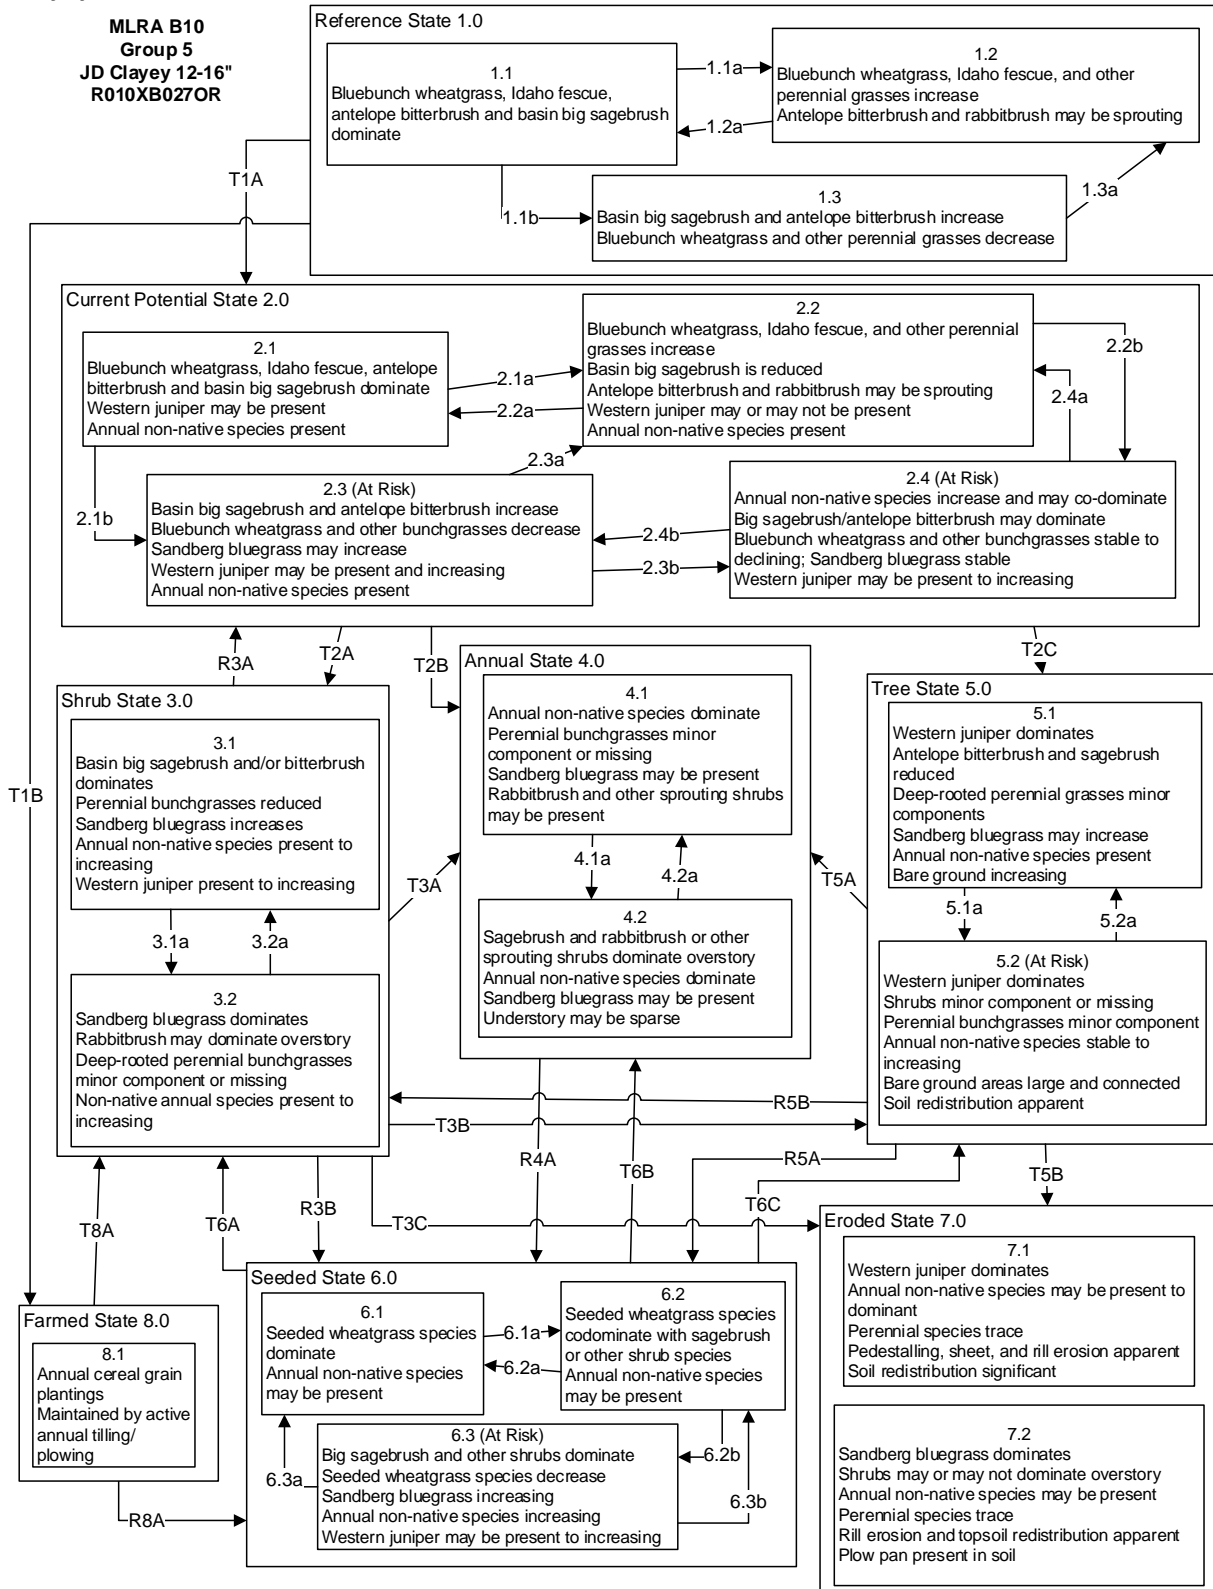 MLRA B10
Group 5
JD Clayey 12-16"
R010XB027OR
Reference State 1.0
1.1
Bluebunch wheatgrass, Idaho fescue,
antelope bitterbrush and basin big sagebrush
dominate
1.1a
1.2a
1.2
Bluebunch wheatgrass, Idaho fescue, and other
perennial grasses increase
Antelope bitterbrush and rabbitbrush may be sprouting
1.1b
1.3
Basin big sagebrush and antelope bitterbrush increase
Bluebunch wheatgrass and other perennial grasses decrease
1.3a
T1A
T1B
Current Potential State 2.0
2.1
Bluebunch wheatgrass, Idaho fescue, antelope
bitterbrush and basin big sagebrush dominate
Western juniper may be present
Annual non-native species present
2.1a
2.2a
2.2
Bluebunch wheatgrass, Idaho fescue, and other perennial
grasses increase
Basin big sagebrush is reduced
Antelope bitterbrush and rabbitbrush may be sprouting
Western juniper may or may not be present
Annual non-native species present
2.2b
2.4a
2.1b
2.3a
2.3 (At Risk)
Basin big sagebrush and antelope bitterbrush increase
Bluebunch wheatgrass and other bunchgrasses decrease
Sandberg bluegrass may increase
Western juniper may be present and increasing
Annual non-native species present
2.4b
2.3b
2.4 (At Risk)
Annual non-native species increase and may co-dominate
Big sagebrush/antelope bitterbrush may dominate
Bluebunch wheatgrass and other bunchgrasses stable to
declining; Sandberg bluegrass stable
Western juniper may be present to increasing
R3A
T2A
T2B
T2C
Shrub State 3.0
3.1
Basin big sagebrush and/or bitterbrush
dominates
Perennial bunchgrasses reduced
Sandberg bluegrass increases
Annual non-native species present to
increasing
Western juniper present to increasing
3.1a
3.2a
3.2
Sandberg bluegrass dominates
Rabbitbrush may dominate overstory
Deep-rooted perennial bunchgrasses
minor component or missing
Non-native annual species present to
increasing
T3A
Annual State 4.0
4.1
Annual non-native species dominate
Perennial bunchgrasses minor
component or missing
Sandberg bluegrass may be present
Rabbitbrush and other sprouting shrubs
may be present
4.1a
4.2a
4.2
Sagebrush and rabbitbrush or other
sprouting shrubs dominate overstory
Annual non-native species dominate
Sandberg bluegrass may be present
Understory may be sparse
T5A
Tree State 5.0
5.1
Western juniper dominates
Antelope bitterbrush and sagebrush
reduced
Deep-rooted perennial grasses minor
components
Sandberg bluegrass may increase
Annual non-native species present
Bare ground increasing
5.1a
5.2a
5.2 (At Risk)
Western juniper dominates
Shrubs minor component or missing
Perennial bunchgrasses minor component
Annual non-native species stable to
increasing
Bare ground areas large and connected
Soil redistribution apparent
R5B
T3B
T8A
T6A
R3B
T3C
R4A
T6B
R5A
T6C
T5B
Farmed State 8.0
8.1
Annual cereal grain
plantings
Maintained by active
annual tilling/
plowing
R8A
Seeded State 6.0
6.1
Seeded wheatgrass species
dominate
Annual non-native species
may be present
6.1a
6.2a
6.2
Seeded wheatgrass species
codominate with sagebrush
or other shrub species
Annual non-native species
may be present
6.3a
6.2b
6.3b
6.3 (At Risk)
Big sagebrush and other shrubs dominate
Seeded wheatgrass species decrease
Sandberg bluegrass increasing
Annual non-native species increasing
Western juniper may be present to increasing
Eroded State 7.0
7.1
Western juniper dominates
Annual non-native species may be present to
dominant
Perennial species trace
Pedestalling, sheet, and rill erosion apparent
Soil redistribution significant
7.2
Sandberg bluegrass dominates
Shrubs may or may not dominate overstory
Annual non-native species may be present
Perennial species trace
Rill erosion and topsoil redistribution apparent
Plow pan present in soil